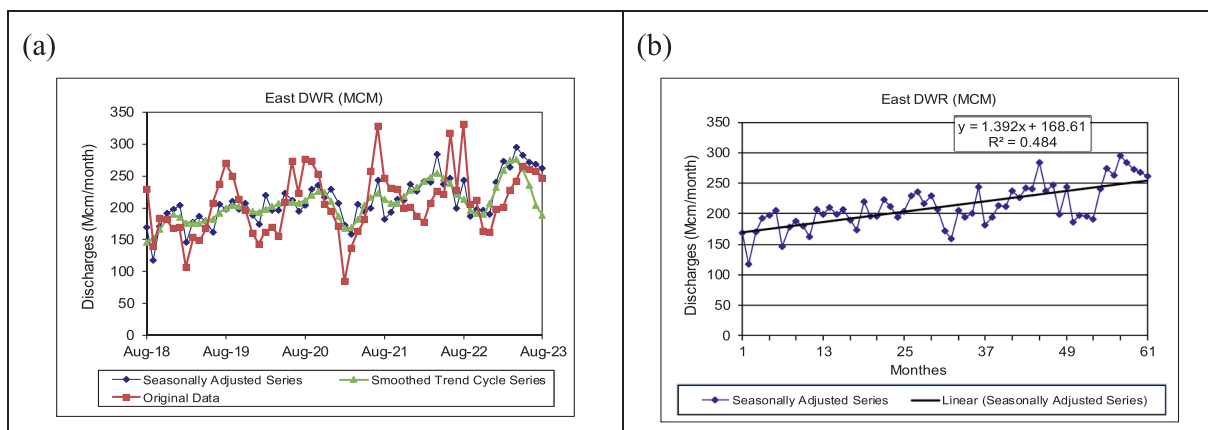 (a)
East DWR (MCM)
Discharges (Mcm/month)
350
300
250
200
150
100
50
0
Aug-18 Aug-19 Aug-20 Aug-21 Aug-22 Aug-23
Seasonally Adjusted Series Smoothed Trend Cycle Series
Original Data
(b)
East DWR (MCM)
y = 1.392x + 168.61
R² = 0.484
Discharges (Mcm/month)
350
300
250
200
150
100
50
0
1 13 25 37 49 61
Monthes
Seasonally Adjusted Series Linear (Seasonally Adjusted Series)